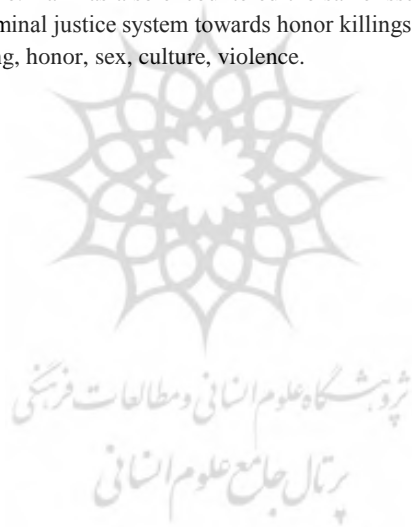 minal justice system towards honor killings
ng, honor, sex, culture, violence.
پژوهشگاه علوم انسانی و مطالعات فرهنگی
پرتال جامع علوم انسانی